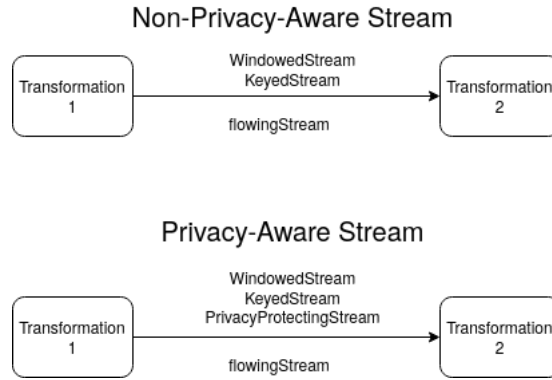 Non-Privacy-Aware Stream
WindowedStream
KeyedStream
Transformation
1
Transformation
2
flowingStream
Privacy-Aware Stream
WindowedStream
KeyedStream
PrivacyProtectingStream
Transformation
1
Transformation
2
flowingStream